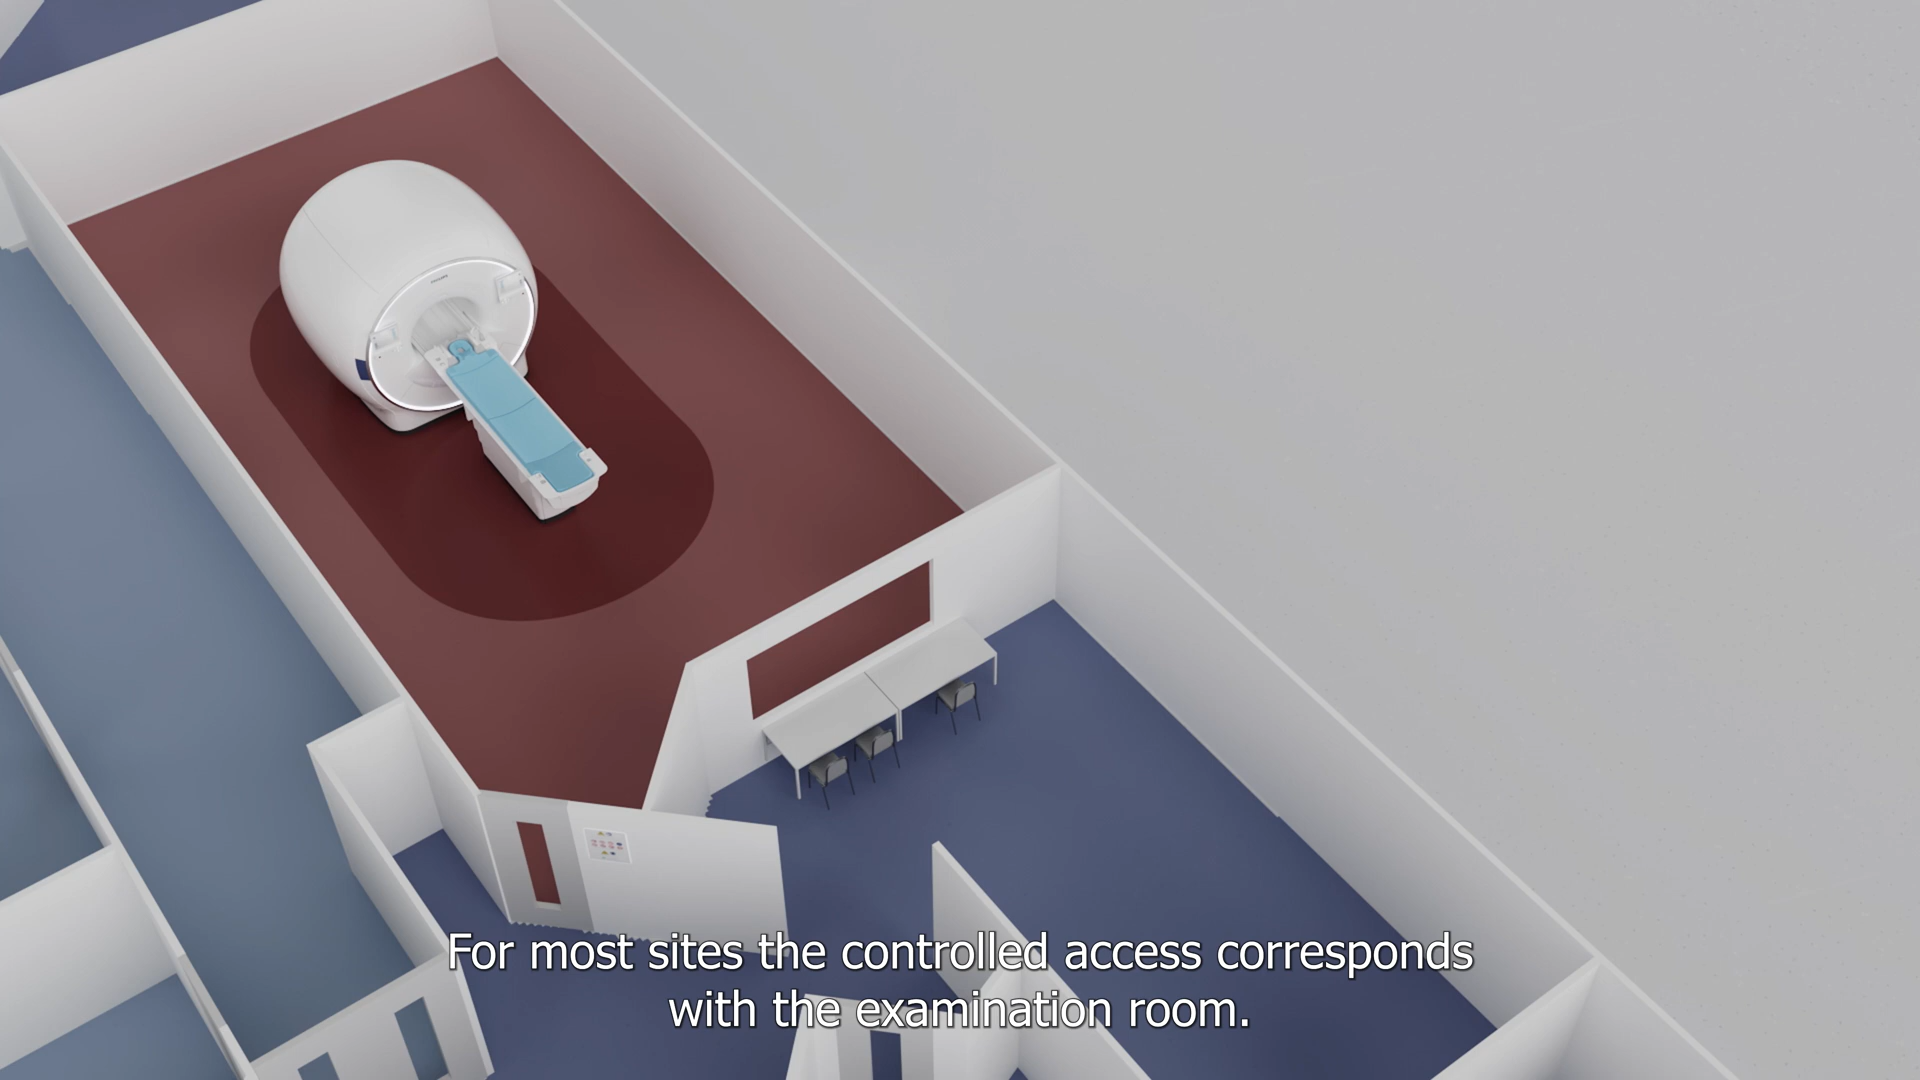 For most sites the controlled access corresponds
with the examination room.